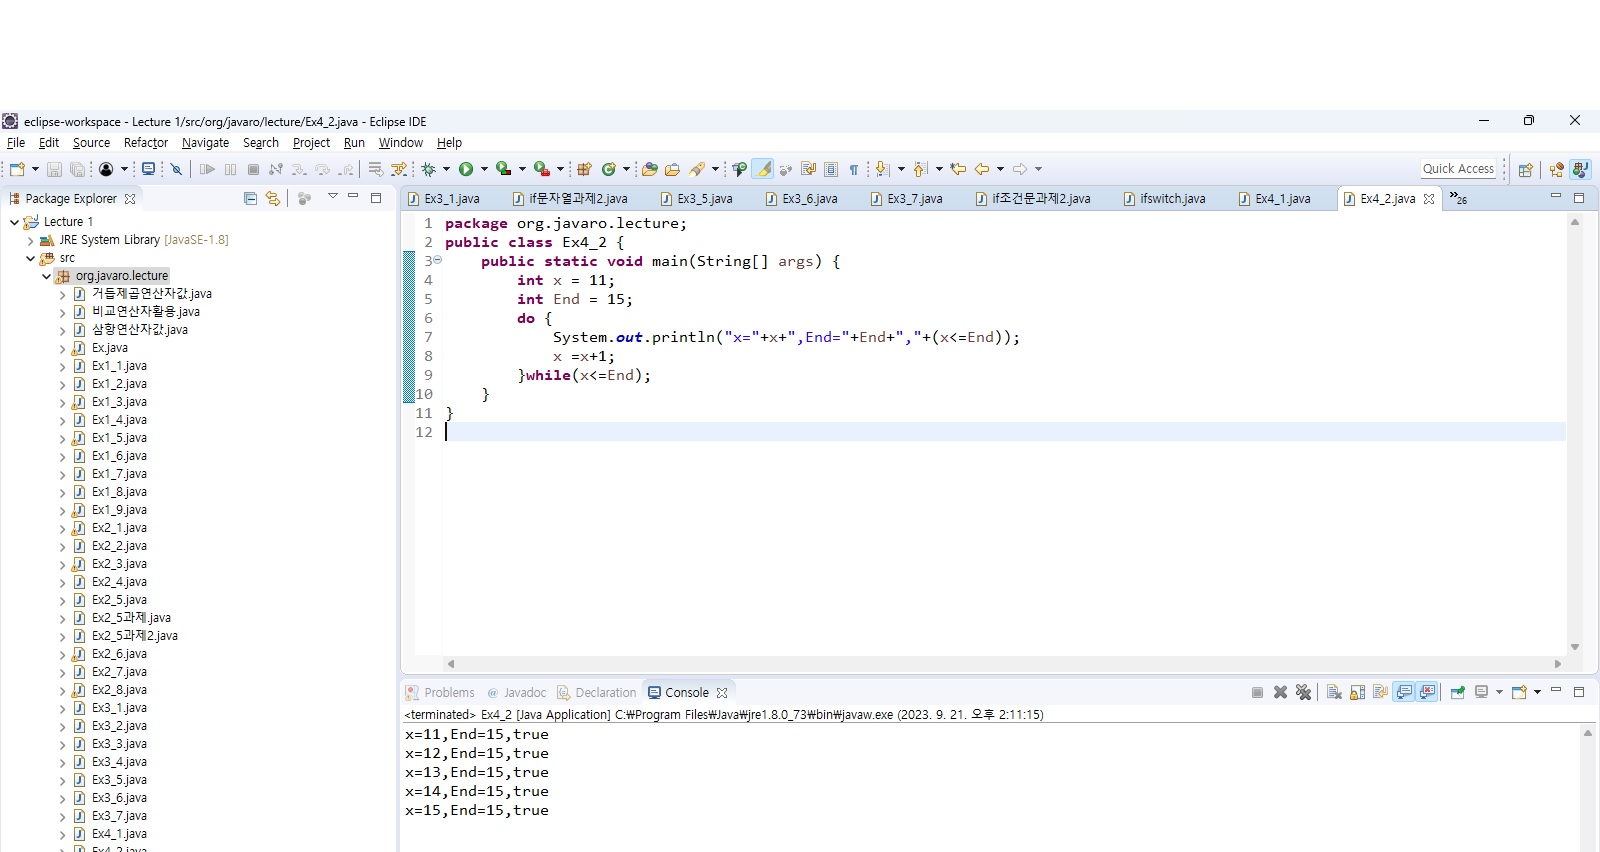 eclipse-workspace - Lecture 1/src/org/javaro/lecture/Ex4_2.java - Eclipse IDE
File Edit Source Refactor Navigate Search Project Run Window Help
Quick Access
Package Explorer
Lecture 1
JRE System Library [JavaSE-1.8]
src
org.javaro.lecture
거듭제곱연산자값.java
비교연산자활용.java
삼항연산자값.java
Ex.java
Ex1_1.java
Ex1_2.java
Ex1_3.java
Ex1_4.java
Ex1_5.java
Ex1_6.java
Ex1_7.java
Ex1_8.java
Ex1_9.java
Ex2_1.java
Ex2_2.java
Ex2_3.java
Ex2_4.java
Ex2_5.java
Ex2_5과제.java
Ex2_5과제2.java
Ex2_6.java
Ex2_7.java
Ex2_8.java
Ex3_1.java
Ex3_2.java
Ex3_3.java
Ex3_4.java
Ex3_5.java
Ex3_6.java
Ex3_7.java
Ex4_1.java
Ex4_2.java
Ex3_1.java if문자열과제2.java Ex3_5.java Ex3_6.java Ex3_7.java if조건문과제2.java ifswitch.java Ex4_1.java Ex4_2.java »26
1 package org.javaro.lecture;
2 public class Ex4_2 {
3 public static void main(String[] args) {
4 int x = 11;
5 int End = 15;
6 do {
7 System.out.println("x="+x+",End="+End+","+(x<=End));
8 x =x+1;
9 }while(x<=End);
10 }
11 }
12
Problems @ Javadoc Declaration Console
<terminated> Ex4_2 [Java Application] C:₩Program Files₩Java₩jre1.8.0_73₩bin₩javaw.exe (2023. 9. 21. 오후 2:11:15)
x=11,End=15,true
x=12,End=15,true
x=13,End=15,true
x=14,End=15,true
x=15,End=15,true